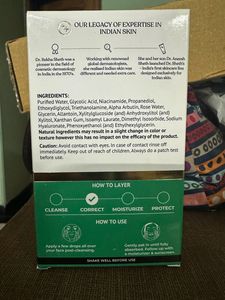 OUR LEGACY OF EXPERTISE IN
INDIAN SKIN
Dr. Rekha Sheth was
a pioneer in the field
of cosmetic dermatology
in India in the 1970's.
Working with renowned
global dermatologists,
she realised Indian skin was
different and needed extra care.
She and her son Dr. Aneesh
Sheth launched
India's first skincare line
designed exclusively for
Indian skin.
INGREDIENTS:
Purified Water, Glycolic Acid, Niacinamide, Propanediol,
Ethoxydiglycol, Triethanolamine, Alpha Arbutin, Rose Water,
Glycerin, Allantoin, Xylitylglucoside (and) Anhydroxylitol (and)
Xylitol, Xanthan Gum, Isoamyl Laurate, Dimethyl Isosorbide, Sodium
Hyaluronate, Phenoxyethanol (and) Ethylhexylglycerin.
Natural ingredients may result in a slight change in color or
texture however this has no impact on the efficacy of the product.
Caution: Avoid contact with eyes. In case of contact rinse off
immediately. Keep out of reach of children. Always do a patch test
before use.
HOW TO LAYER
CLEANSE
CORRECT
MOISTURIZE
PROTECT
HOW TO USE
Apply a few drops all over
your face post-cleansing.
Gently pat in until fully
absorbed. Follow up with
a moisturizer & sunscreen.
SHAKE WELL BEFORE USE